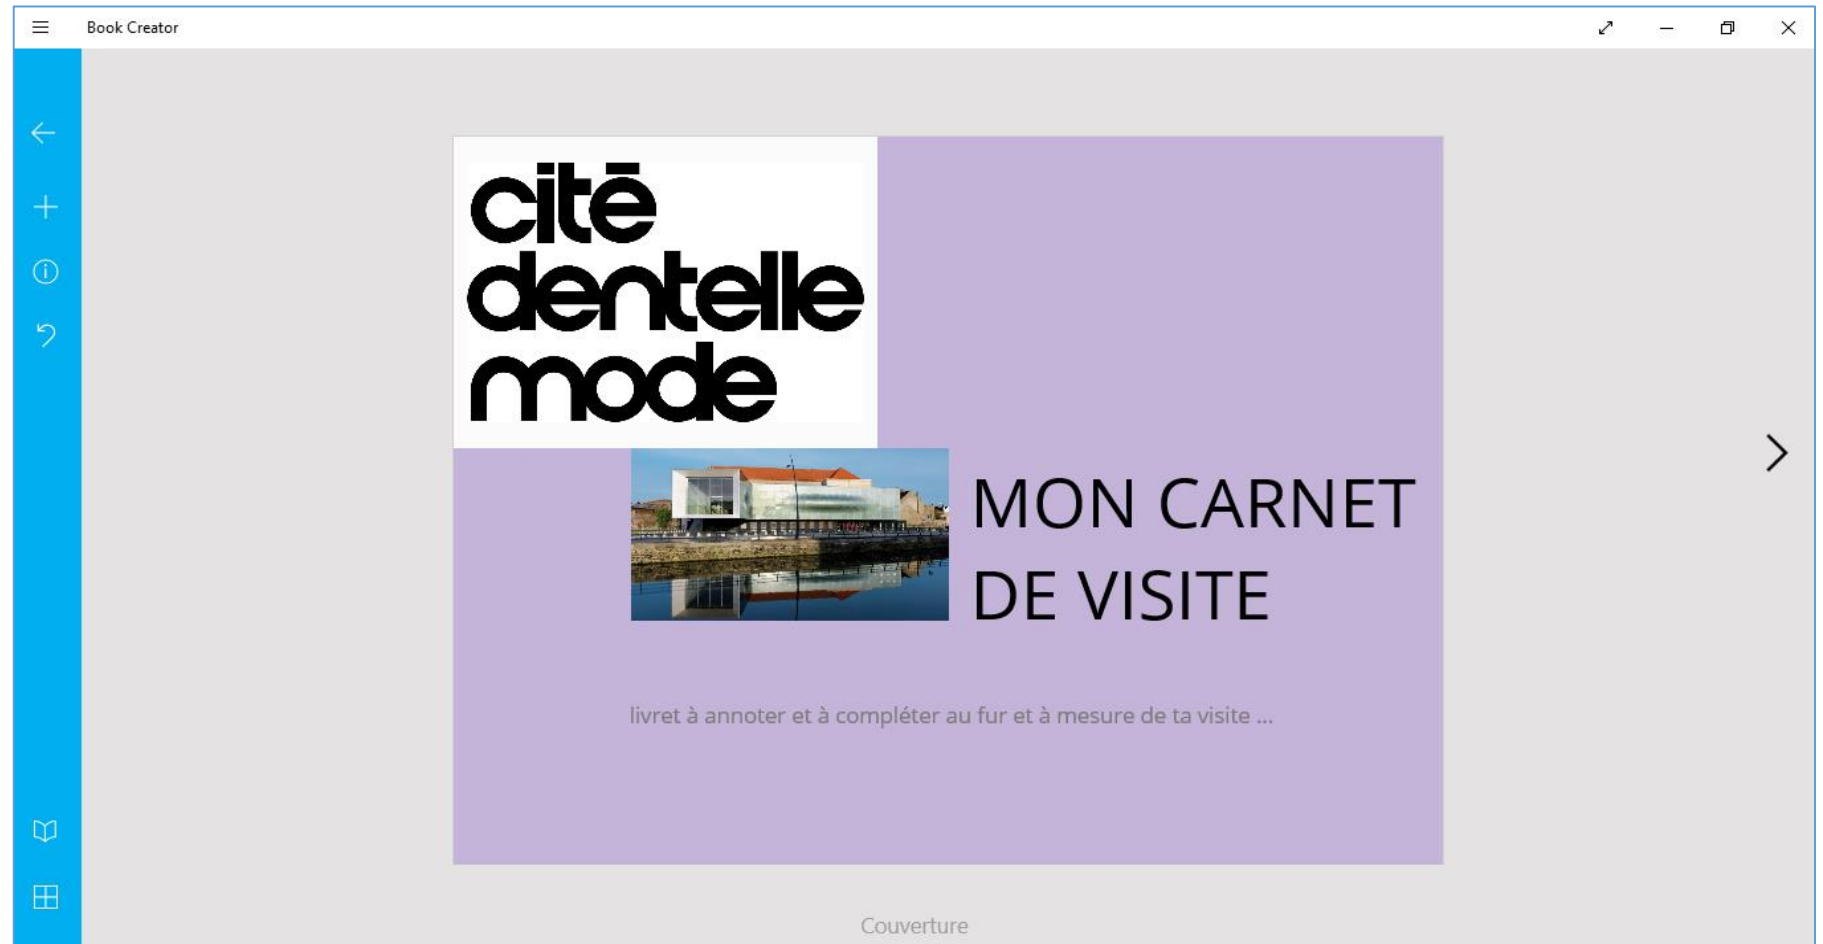 Book Creator
citē
dentelle
mode
MON CARNET
DE VISITE
livret à annoter et à compléter au fur et à mesure de ta visite ...
Couverture